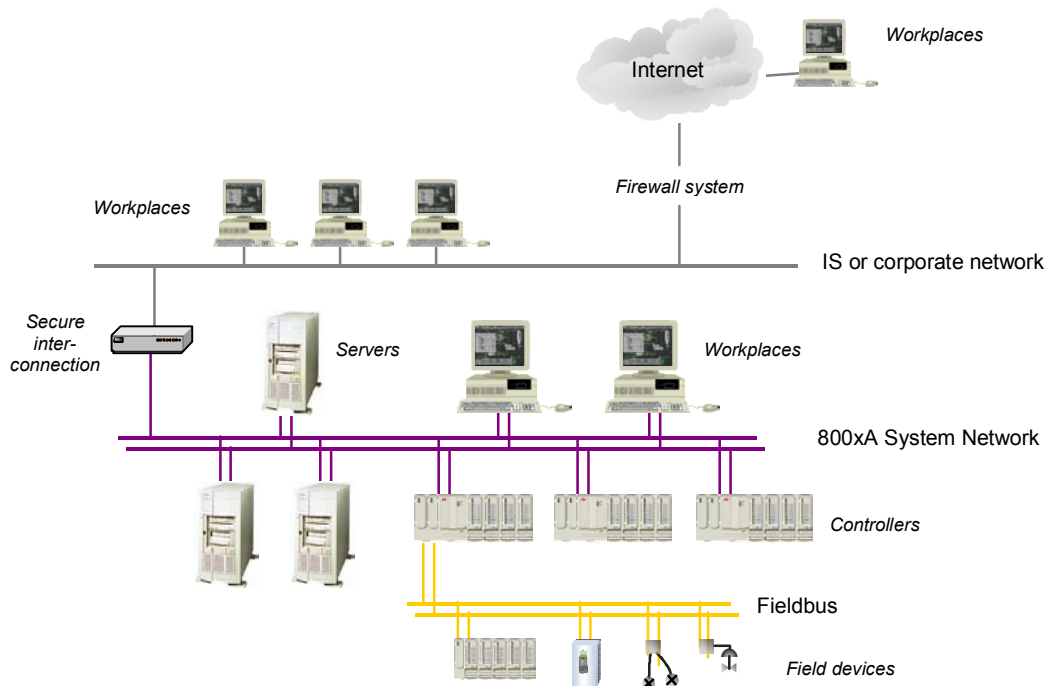 Workplaces
Internet
Firewall system
Workplaces
IS or corporate network
Secure
inter-
connection
Servers
Workplaces
800xA System Network
Controllers
Fieldbus
Field devices